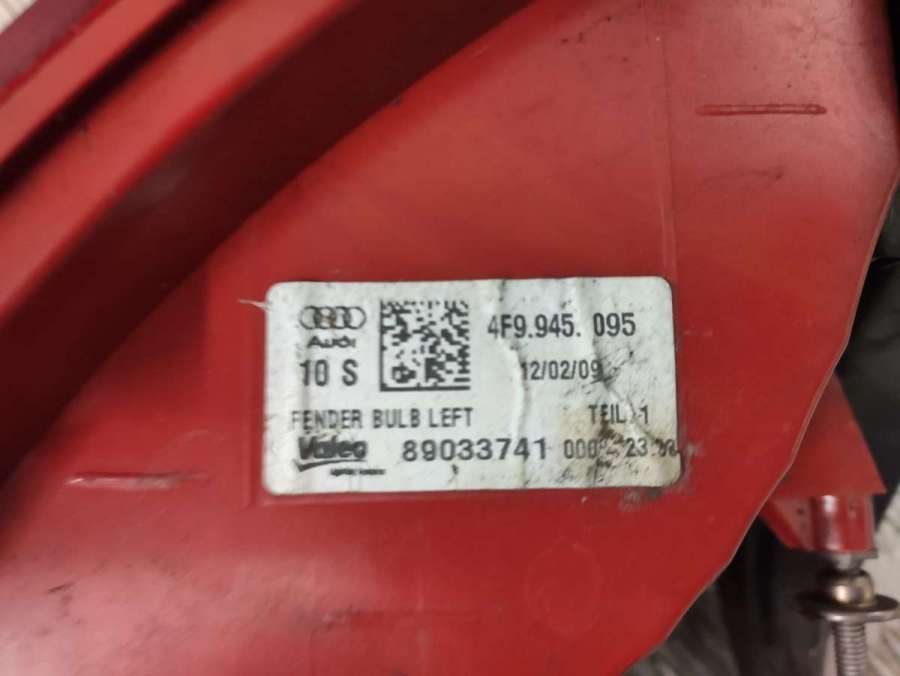 Audi
4F9.945. 095
10 S
12/02/09
FENDER BULB LEFT
TEIL 1
Valeo
89033741